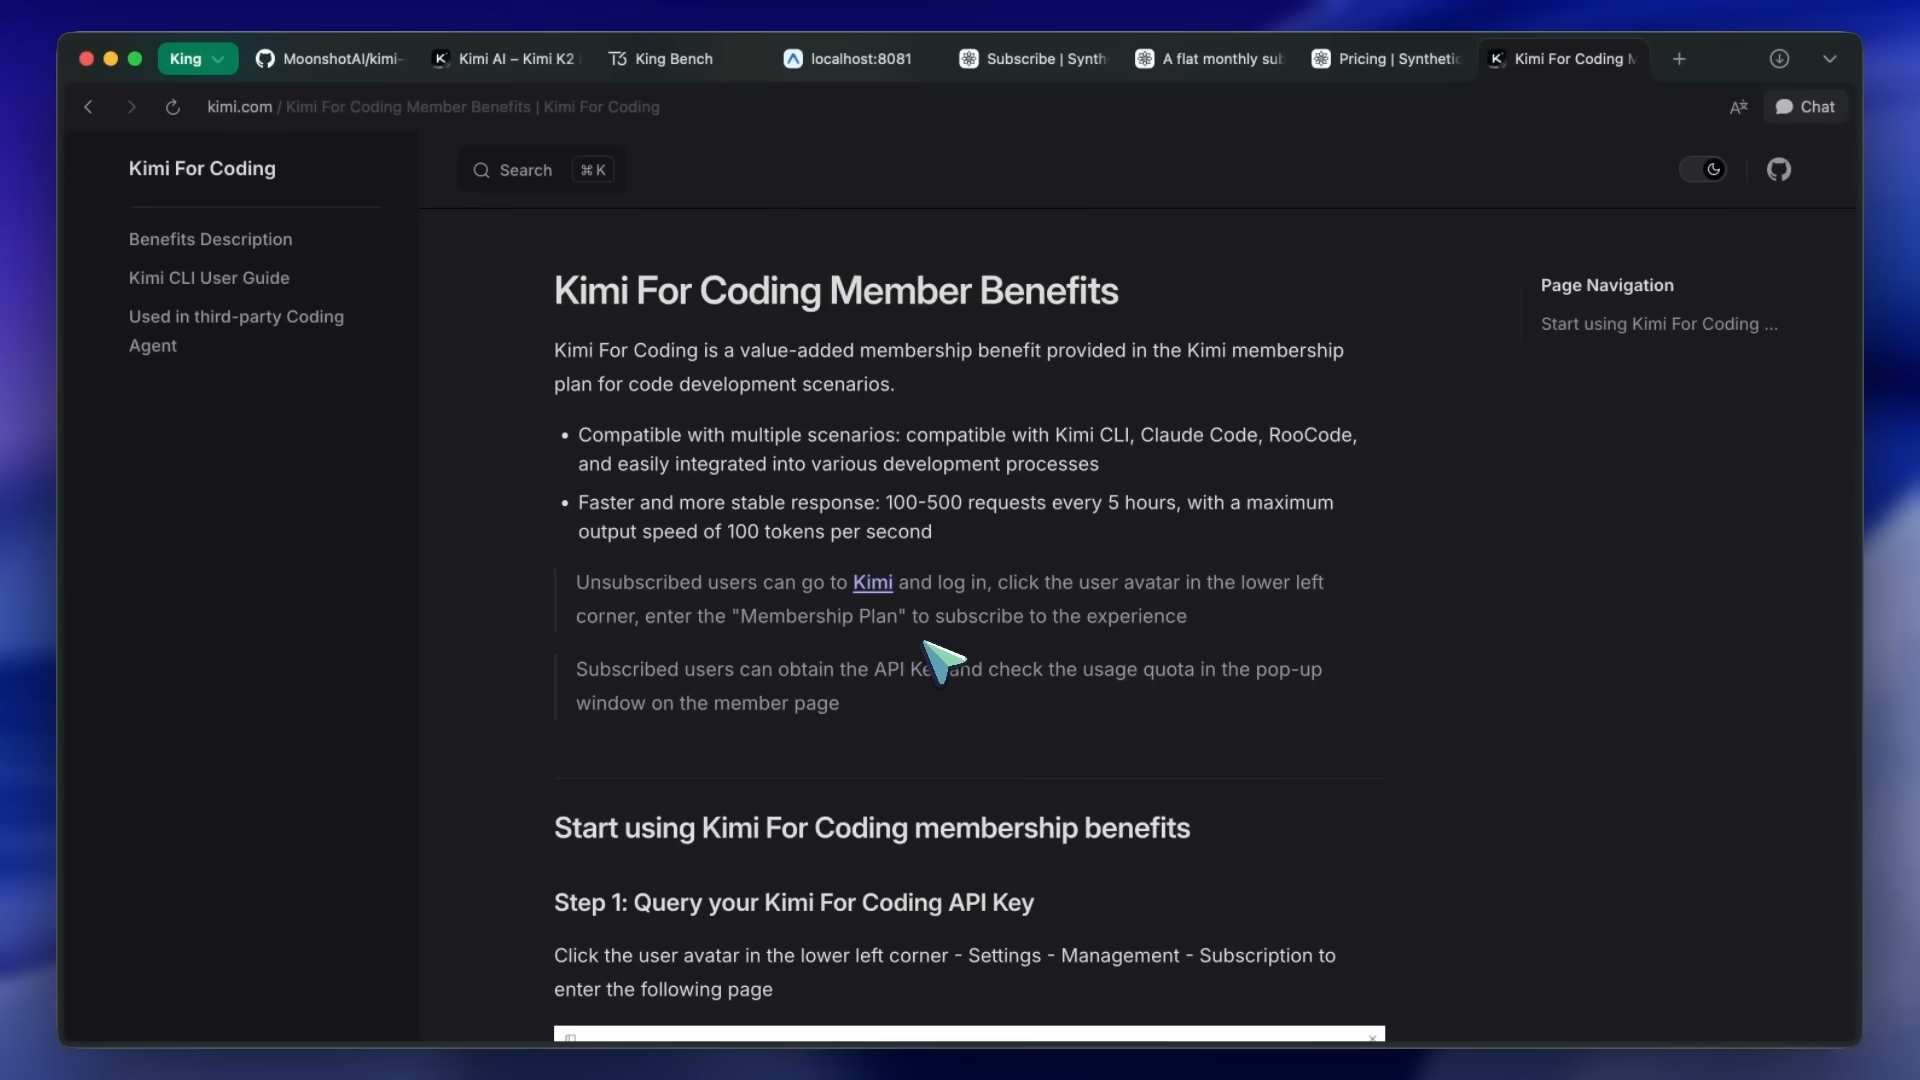 King
MoonshotAI/kimi-
Kimi AI – Kimi K2
T3 King Bench
localhost:8081
Subscribe | Synth
A flat monthly sub
Pricing | Synthetic
Kimi For Coding M
kimi.com / Kimi For Coding Member Benefits | Kimi For Coding
Chat
Kimi For Coding
Search ⌘ K
Benefits Description
Kimi CLI User Guide
Used in third-party Coding
Agent
Kimi For Coding Member Benefits
Kimi For Coding is a value-added membership benefit provided in the Kimi membership
plan for code development scenarios.
• Compatible with multiple scenarios: compatible with Kimi CLI, Claude Code, RooCode,
and easily integrated into various development processes
• Faster and more stable response: 100-500 requests every 5 hours, with a maximum
output speed of 100 tokens per second
Unsubscribed users can go to Kimi and log in, click the user avatar in the lower left
corner, enter the "Membership Plan" to subscribe to the experience
Subscribed users can obtain the API Key and check the usage quota in the pop-up
window on the member page
Start using Kimi For Coding membership benefits
Step 1: Query your Kimi For Coding API Key
Click the user avatar in the lower left corner - Settings - Management - Subscription to
enter the following page
Page Navigation
Start using Kimi For Coding ...